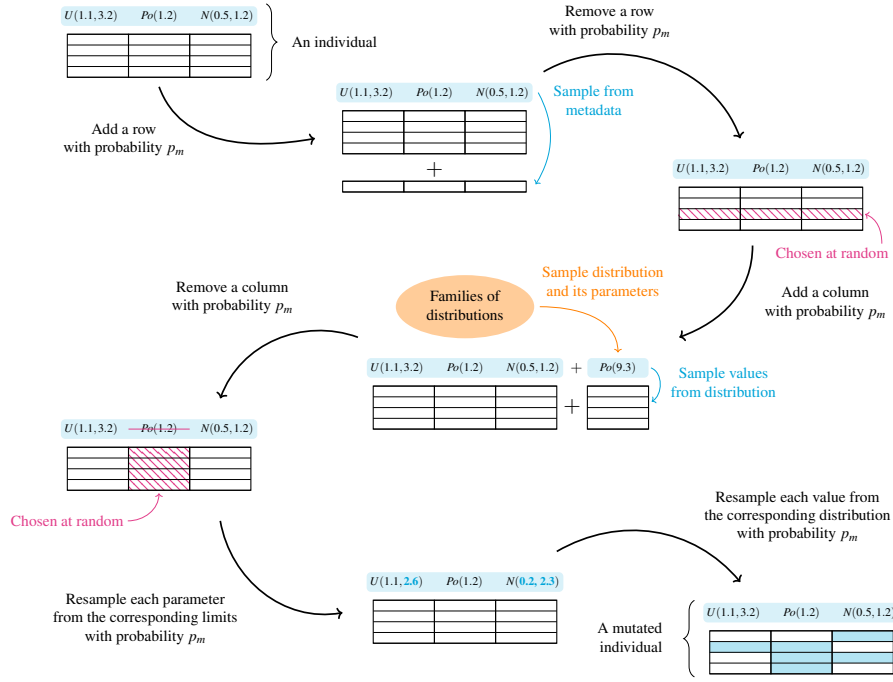 U(1.1,3.2) Po(1.2) N(0.5,1.2)
An individual
Add a row
with probability p_m
U(1.1,3.2) Po(1.2) N(0.5,1.2)
+
Sample from
metadata
Remove a row
with probability p_m
U(1.1,3.2) Po(1.2) N(0.5,1.2)
Chosen at random
Add a column
with probability p_m
Families of
distributions
Sample distribution
and its parameters
U(1.1,3.2) Po(1.2) N(0.5,1.2) + Po(9.3)
+
Sample values
from distribution
Remove a column
with probability p_m
U(1.1,3.2) Po(1.2) N(0.5,1.2)
Chosen at random
Resample each parameter
from the corresponding limits
with probability p_m
U(1.1,2.6) Po(1.2) N(0.2,2.3)
Resample each value from
the corresponding distribution
with probability p_m
U(1.1,3.2) Po(1.2) N(0.5,1.2)
A mutated
individual